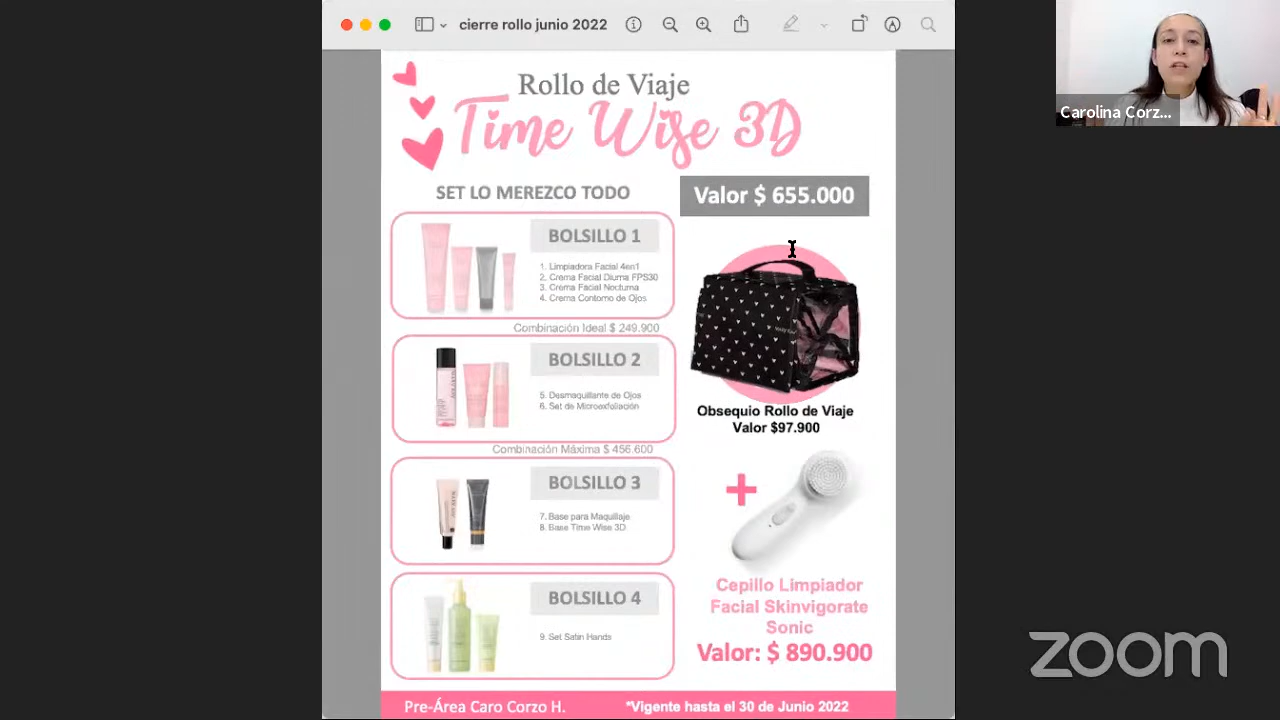 cierre rollo junio 2022
Carolina Corz...
Rollo de Viaje
Time Wise 3D
SET LO MEREZCO TODO
Valor $ 655.000
BOLSILLO 1
1. Limpiadora Facial 4en1
2. Crema Facial Diurna FPS30
3. Crema Facial Nocturna
4. Crema Contorno de Ojos
Combinación Ideal $ 249.900
BOLSILLO 2
5. Desmaquillante de Ojos
6. Set de Microexfoliación
Combinación Máxima $ 456.600
BOLSILLO 3
7. Base para Maquillaje
8. Base Time Wise 3D
BOLSILLO 4
9. Set Satin Hands
Obsequio Rollo de Viaje
Valor $97.900
+
Cepillo Limpiador
Facial Skinvigorate
Sonic
Valor: $ 890.900
Pre-Área Caro Corzo H.
*Vigente hasta el 30 de Junio 2022
zoom